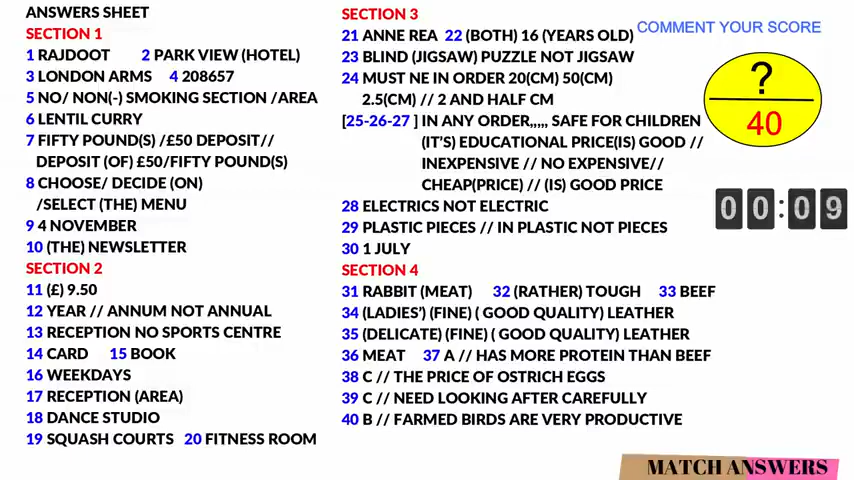 ANSWERS SHEET
SECTION 1
1 RAJDOOT 2 PARK VIEW (HOTEL)
3 LONDON ARMS 4 208657
5 NO/ NON(-) SMOKING SECTION /AREA
6 LENTIL CURRY
7 FIFTY POUND(S) /£50 DEPOSIT//
DEPOSIT (OF) £50/FIFTY POUND(S)
8 CHOOSE/ DECIDE (ON)
/SELECT (THE) MENU
9 4 NOVEMBER
10 (THE) NEWSLETTER
SECTION 2
11 (£) 9.50
12 YEAR // ANNUM NOT ANNUAL
13 RECEPTION NO SPORTS CENTRE
14 CARD 15 BOOK
16 WEEKDAYS
17 RECEPTION (AREA)
18 DANCE STUDIO
19 SQUASH COURTS 20 FITNESS ROOM
SECTION 3
21 ANNE REA 22 (BOTH) 16 (YEARS OLD)
23 BLIND (JIGSAW) PUZZLE NOT JIGSAW
24 MUST NE IN ORDER 20(CM) 50(CM)
2.5(CM) // 2 AND HALF CM
[25-26-27 ] IN ANY ORDER,,,,, SAFE FOR CHILDREN
(IT'S) EDUCATIONAL PRICE(IS) GOOD //
INEXPENSIVE // NO EXPENSIVE//
CHEAP(PRICE) // (IS) GOOD PRICE
28 ELECTRICS NOT ELECTRIC
29 PLASTIC PIECES // IN PLASTIC NOT PIECES
30 1 JULY
SECTION 4
31 RABBIT (MEAT) 32 (RATHER) TOUGH 33 BEEF
34 (LADIES') (FINE) ( GOOD QUALITY) LEATHER
35 (DELICATE) (FINE) ( GOOD QUALITY) LEATHER
36 MEAT 37 A // HAS MORE PROTEIN THAN BEEF
38 C // THE PRICE OF OSTRICH EGGS
39 C // NEED LOOKING AFTER CAREFULLY
40 B // FARMED BIRDS ARE VERY PRODUCTIVE
COMMENT YOUR SCORE
?
40
00:09
MATCH ANSWERS